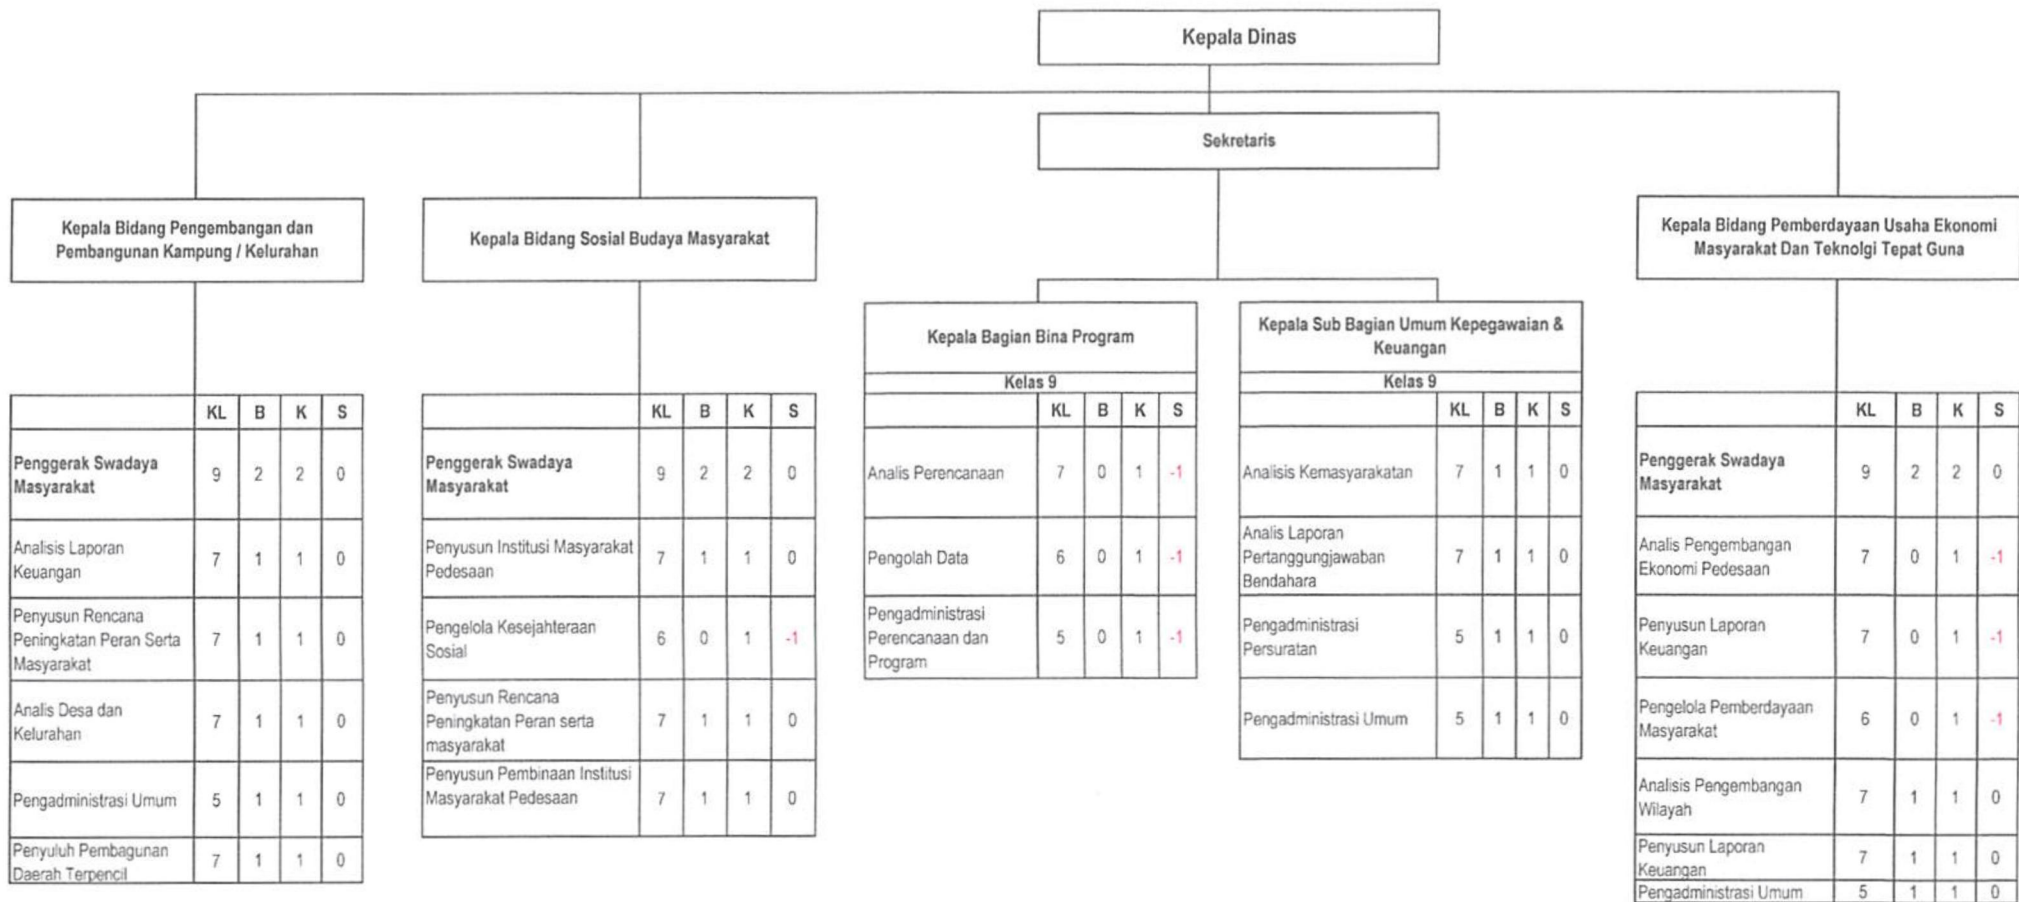 Kepala Dinas
Sekretaris
Kepala Bidang Pengembangan dan
Pembangunan Kampung / Kelurahan
KL B K S
Penggerak Swadaya
Masyarakat 9 2 2 0
Analisis Laporan
Keuangan 7 1 1 0
Penyusun Rencana
Peningkatan Peran Serta 7 1 1 0
Masyarakat
Analis Desa dan
Kelurahan 7 1 1 0
Pengadministrasi Umum 5 1 1 0
Penyuluh Pembagunan
Daerah Terpencil 7 1 1 0
Kepala Bidang Sosial Budaya Masyarakat
KL B K S
Penggerak Swadaya
Masyarakat 9 2 2 0
Penyusun Institusi Masyarakat
Pedesaan 7 1 1 0
Pengelola Kesejahteraan
Sosial 6 0 1 -1
Penyusun Rencana
Peningkatan Peran serta 7 1 1 0
masyarakat
Penyusun Pembinaan Institusi
Masyarakat Pedesaan 7 1 1 0
Kepala Bagian Bina Program
Kelas 9
KL B K S
Analis Perencanaan 7 0 1 -1
Pengolah Data 6 0 1 -1
Pengadministrasi
Perencanaan dan 5 0 1 -1
Program
Kepala Sub Bagian Umum Kepegawaian &
Keuangan
Kelas 9
KL B K S
Analisis Kemasyarakatan 7 1 1 0
Analis Laporan
Pertanggungjawaban 7 1 1 0
Bendahara
Pengadministrasi
Persuratan 5 1 1 0
Pengadministrasi Umum 5 1 1 0
Kepala Bidang Pemberdayaan Usaha Ekonomi
Masyarakat Dan Teknolgi Tepat Guna
KL B K S
Penggerak Swadaya
Masyarakat 9 2 2 0
Analis Pengembangan
Ekonomi Pedesaan 7 0 1 -1
Penyusun Laporan
Keuangan 7 0 1 -1
Pengelola Pemberdayaan
Masyarakat 6 0 1 -1
Analisis Pengembangan
Wilayah 7 1 1 0
Penyusun Laporan
Keuangan 7 1 1 0
Pengadministrasi Umum 5 1 1 0